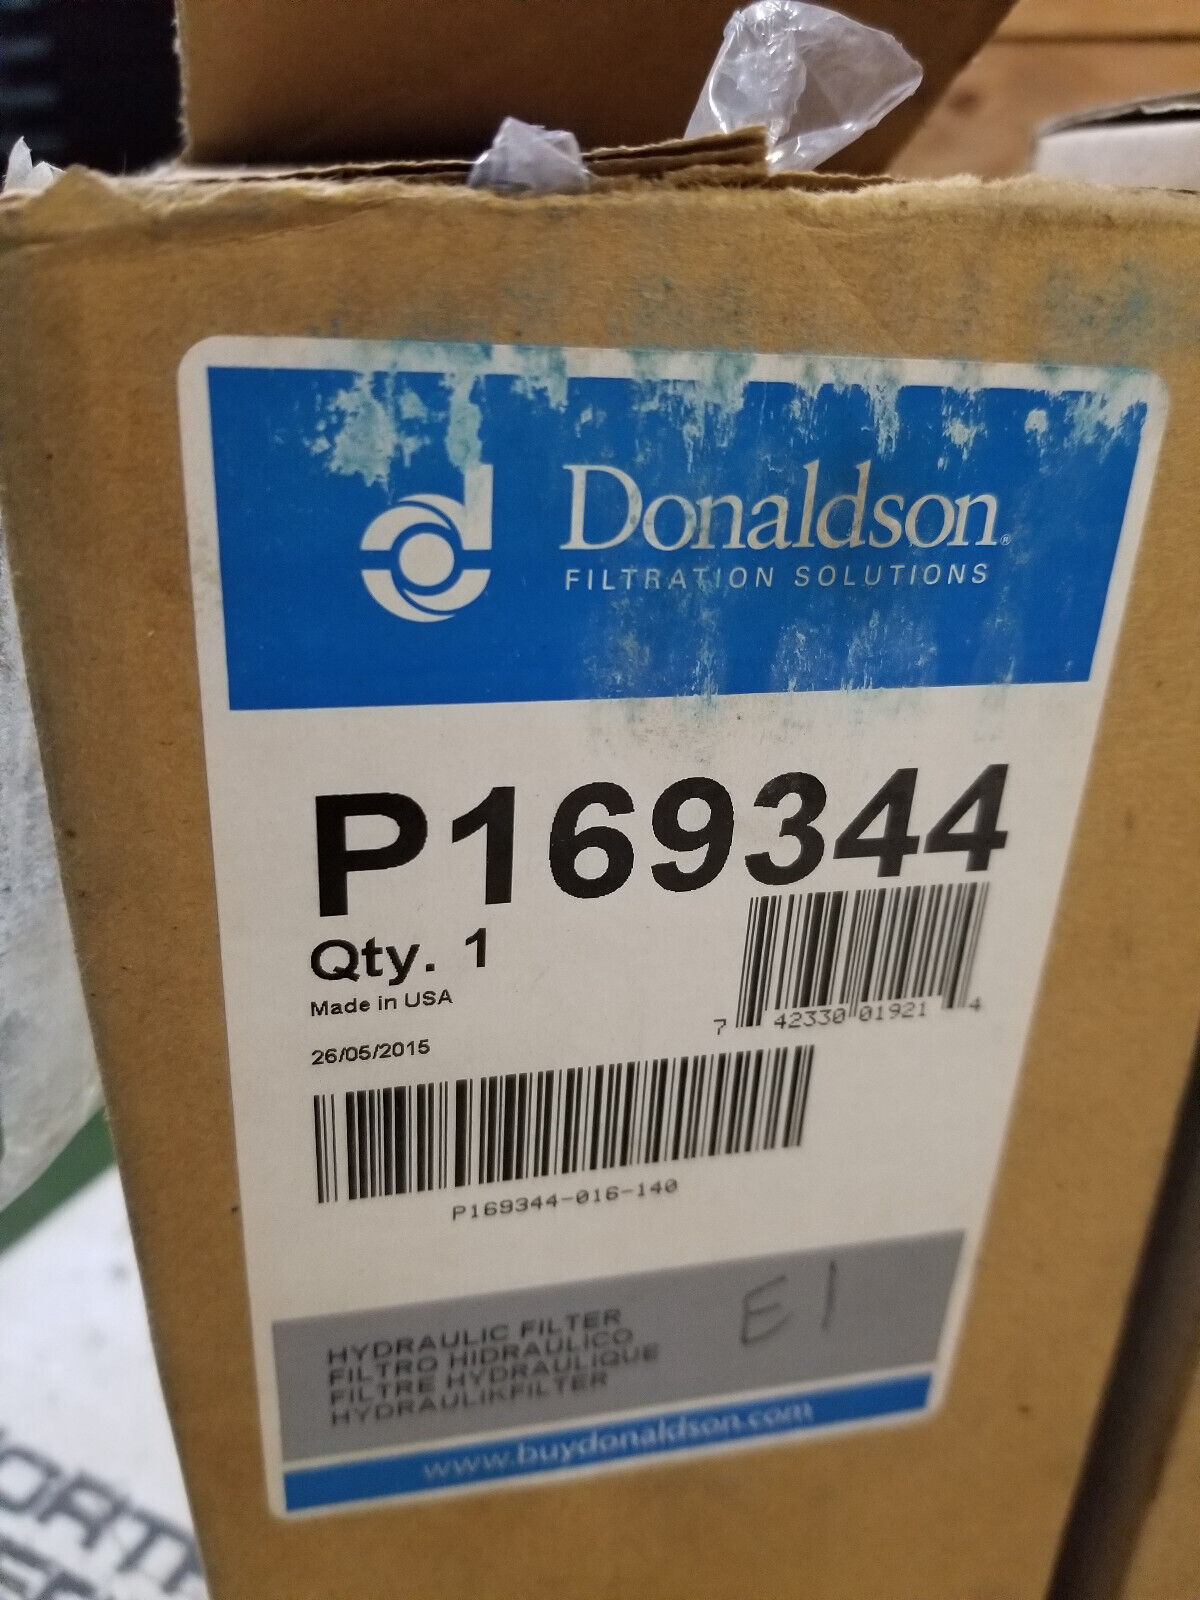 Donaldson®
FILTRATION SOLUTIONS
P169344
Qty. 1
Made in USA
7 42330 01921 4
26/05/2015
P169344-016-140
HYDRAULIC FILTER
FILTRO HIDRAULICO
FILTRE HYDRAULIQUE
HYDRAULIKFILTER
E1
www.buydonaldson.com